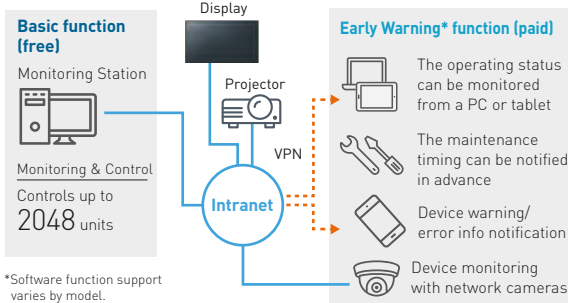 Basic function
(free)
Monitoring Station
Monitoring & Control
Controls up to
2048 units
*Software function support
varies by model.
Display
Projector
VPN
Intranet
Early Warning* function (paid)
The operating status
can be monitored
from a PC or tablet
The maintenance
timing can be notified
in advance
Device warning/
error info notification
Device monitoring
with network cameras